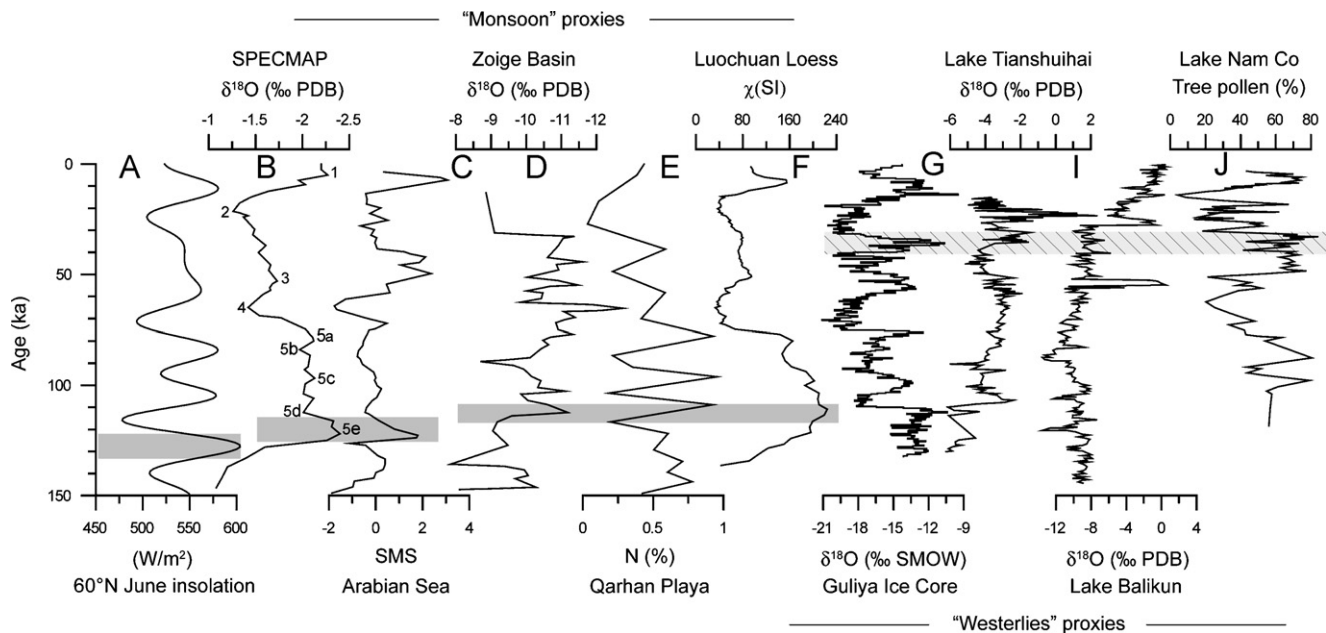 “Monsoon” proxies
SPECMAP
δ18O (‰ PDB)
-1 -1.5 -2 -2.5
Zoige Basin
δ18O (‰ PDB)
-8 -9 -10 -11 -12
Luochuan Loess
χ(SI)
0 80 160 240
Lake Tianshuihai
δ18O (‰ PDB)
-6 -4 -2 0
Lake Nam Co
Tree pollen (%)
0 20 40 60 80
A B C D E F G I J
Age (ka)
0
50
100
150
1
2
3
4
5a
5b
5c
5d
5e
450 500 550 600
(W/m²)
60°N June insolation
-2 0 2 4
SMS
Arabian Sea
0 0.5 1
N (%)
Qarhan Playa
-21 -18 -15 -12 -9
δ18O (‰ SMOW)
Guliya Ice Core
-12 -8 -4 0 4
δ18O (‰ PDB)
Lake Balikun
“Westerlies” proxies